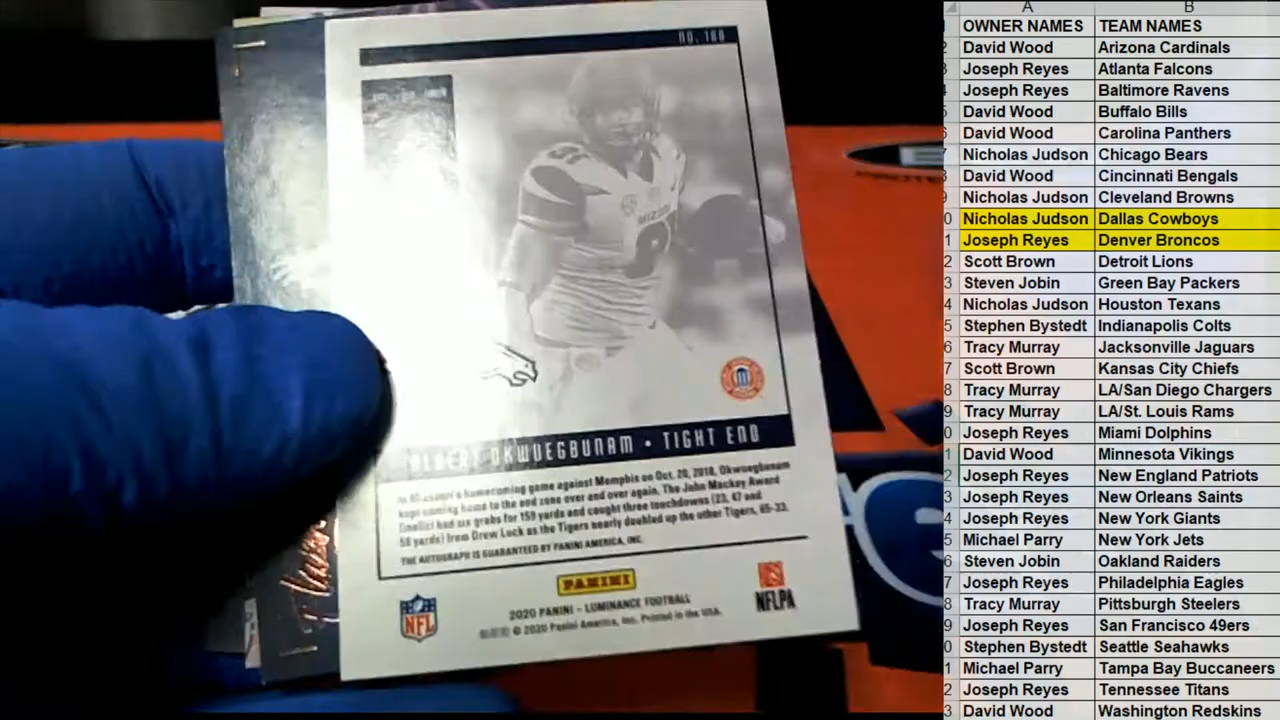 NO. 188
MIZZOU
ALBERT OKWUEGBUNAM • TIGHT END
In Missouri's homecoming game against Memphis on Oct. 20, 2018, Okwuegbunam
kept coming home to the end zone over and over again. The John Mackey Award
finalist had six grabs for 159 yards and caught three touchdowns (23, 47 and
58 yards) from Drew Lock as the Tigers nearly doubled up the other Tigers, 65-33.
THE AUTOGRAPH IS GUARANTEED BY PANINI AMERICA, INC.
PANINI
NFL
NFLPA
2020 PANINI - LUMINANCE FOOTBALL
© 2020 Panini America, Inc. Printed in the USA.
A B
OWNER NAMES TEAM NAMES
David Wood Arizona Cardinals
Joseph Reyes Atlanta Falcons
Joseph Reyes Baltimore Ravens
David Wood Buffalo Bills
David Wood Carolina Panthers
Nicholas Judson Chicago Bears
David Wood Cincinnati Bengals
Nicholas Judson Cleveland Browns
Nicholas Judson Dallas Cowboys
Joseph Reyes Denver Broncos
Scott Brown Detroit Lions
Steven Jobin Green Bay Packers
Nicholas Judson Houston Texans
Stephen Bystedt Indianapolis Colts
Tracy Murray Jacksonville Jaguars
Scott Brown Kansas City Chiefs
Tracy Murray LA/San Diego Chargers
Tracy Murray LA/St. Louis Rams
Joseph Reyes Miami Dolphins
David Wood Minnesota Vikings
Joseph Reyes New England Patriots
Joseph Reyes New Orleans Saints
Joseph Reyes New York Giants
Michael Parry New York Jets
Steven Jobin Oakland Raiders
Joseph Reyes Philadelphia Eagles
Tracy Murray Pittsburgh Steelers
Joseph Reyes San Francisco 49ers
Stephen Bystedt Seattle Seahawks
Michael Parry Tampa Bay Buccaneers
Joseph Reyes Tennessee Titans
David Wood Washington Redskins